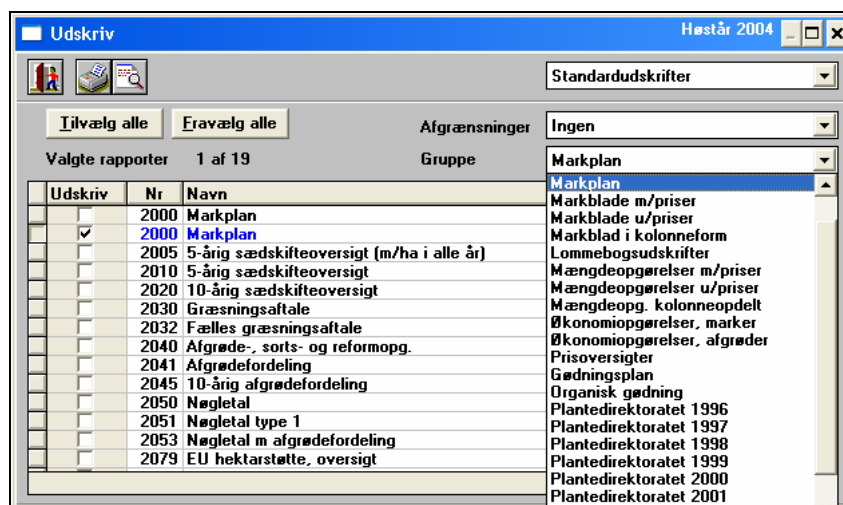 Udskriv
Høstår 2004
Standardudskrifter
Tilvælg alle
Fravælg alle
Afgrænsninger
Ingen
Valgte rapporter 1 af 19
Gruppe
Markplan
Udskriv Nr Navn
2000 Markplan
2000 Markplan
2005 5-årig sædskifteoversigt (m/ha i alle år)
2010 5-årig sædskifteoversigt
2020 10-årig sædskifteoversigt
2030 Græsningsaftale
2032 Fælles græsningsaftale
2040 Afgrøde-, sorts- og reformopg.
2041 Afgrødefordeling
2045 10-årig afgrødefordeling
2050 Nøgletal
2051 Nøgletal type 1
2053 Nøgletal m afgrødefordeling
2079 EU hektarstøtte, oversigt
Markplan
Markblade m/priser
Markblade u/priser
Markblad i kolonneform
Lommebogsudskrifter
Mængdeopgørelser m/priser
Mængdeopgørelser u/priser
Mængdeopg. kolonneopdelt
Økonomiopgørelser, marker
Økonomiopgørelser, afgrøder
Prisoversigter
Gødningsplan
Organisk gødning
Plantedirektoratet 1996
Plantedirektoratet 1997
Plantedirektoratet 1998
Plantedirektoratet 1999
Plantedirektoratet 2000
Plantedirektoratet 2001